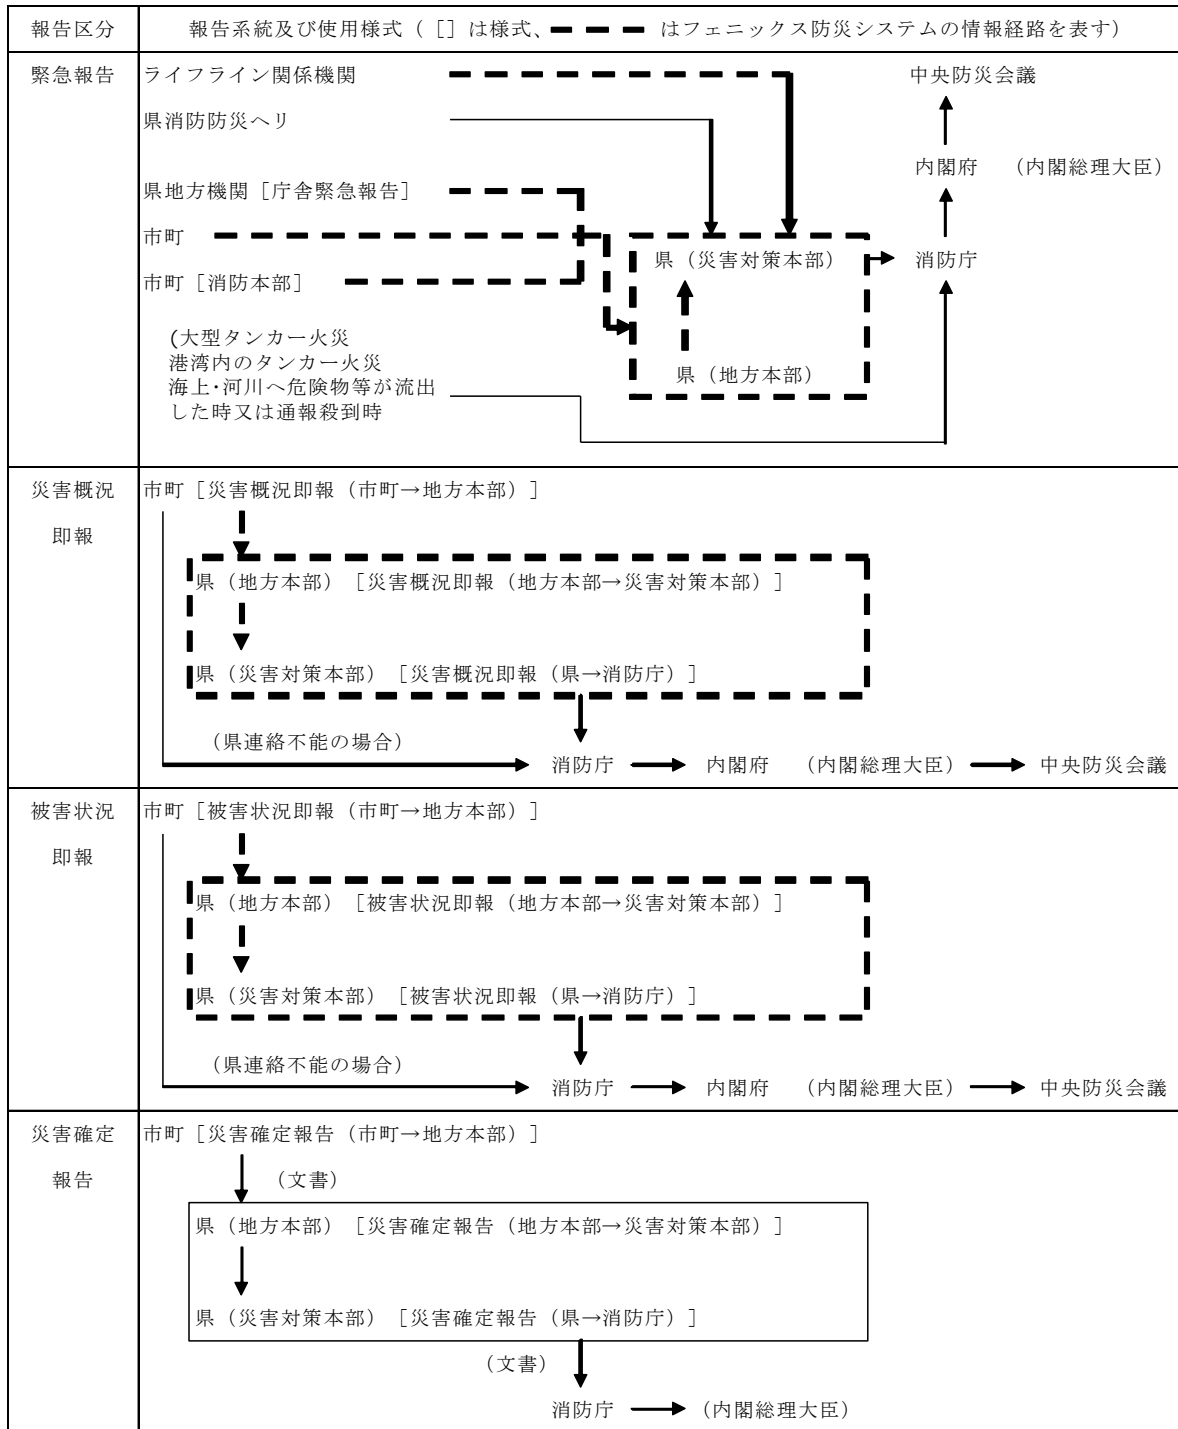 報告区分
報告系統及び使用様式（［］は様式、 はフェニックス防災システムの情報経路を表す）
緊急報告
ライフライン関係機関
中央防災会議
県消防防災ヘリ
内閣府　（内閣総理大臣）
県地方機関［庁舎緊急報告］
市町
県（災害対策本部）
消防庁
市町［消防本部］
(大型タンカー火災
港湾内のタンカー火災
海上･河川へ危険物等が流出
した時又は通報殺到時
県（地方本部）
災害概況
即報
市町［災害概況即報（市町→地方本部）］
県（地方本部）［災害概況即報（地方本部→災害対策本部）］
県（災害対策本部）［災害概況即報（県→消防庁）］
（県連絡不能の場合）
消防庁　内閣府　（内閣総理大臣）　中央防災会議
被害状況
即報
市町［被害状況即報（市町→地方本部）］
県（地方本部）［被害状況即報（地方本部→災害対策本部）］
県（災害対策本部）［被害状況即報（県→消防庁）］
（県連絡不能の場合）
消防庁　内閣府　（内閣総理大臣）　中央防災会議
災害確定
報告
市町［災害確定報告（市町→地方本部）］
（文書）
県（地方本部）［災害確定報告（地方本部→災害対策本部）］
県（災害対策本部）［災害確定報告（県→消防庁）］
（文書）
消防庁　（内閣総理大臣）